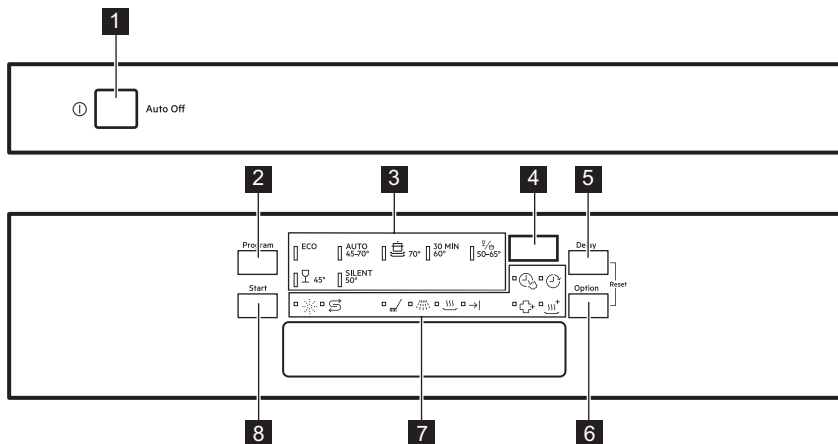 1
Auto Off
2
3
4
5
Program
ECO
AUTO
45-70°
70°
30 MIN
60°
50-65°
Delay
45°
SILENT
50°
Reset
Start
Option
8
7
6